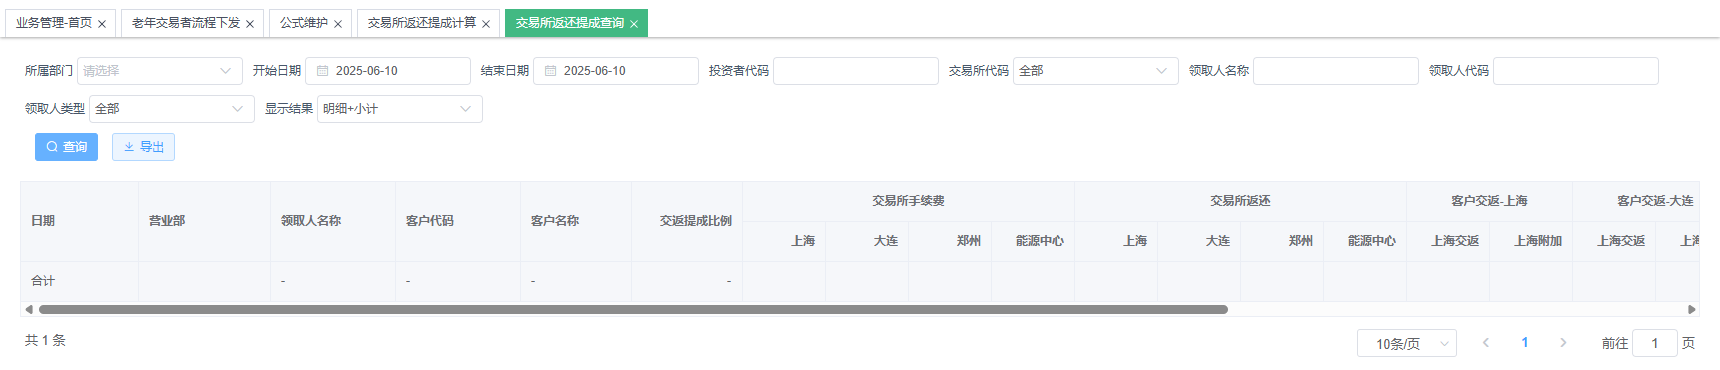 业务管理-首页 × 老年交易者流程下发 × 公式维护 × 交易所返还提成计算 × 交易所返还提成查询 ×
所属部门 请选择 开始日期 2025-06-10 结束日期 2025-06-10 投资者代码 交易所代码 全部 领取人名称 领取人代码
领取人类型 全部 显示结果 明细+小计
查询 导出
交易所手续费 交易所返还 客户交返-上海 客户交返-大连
日期 营业部 领取人名称 客户代码 客户名称 交返提成比例
上海 大连 郑州 能源中心 上海 大连 郑州 能源中心 上海交返 上海附加 上海交返 上
合计 - - - -
共 1 条 10条/页 1 前往 1 页